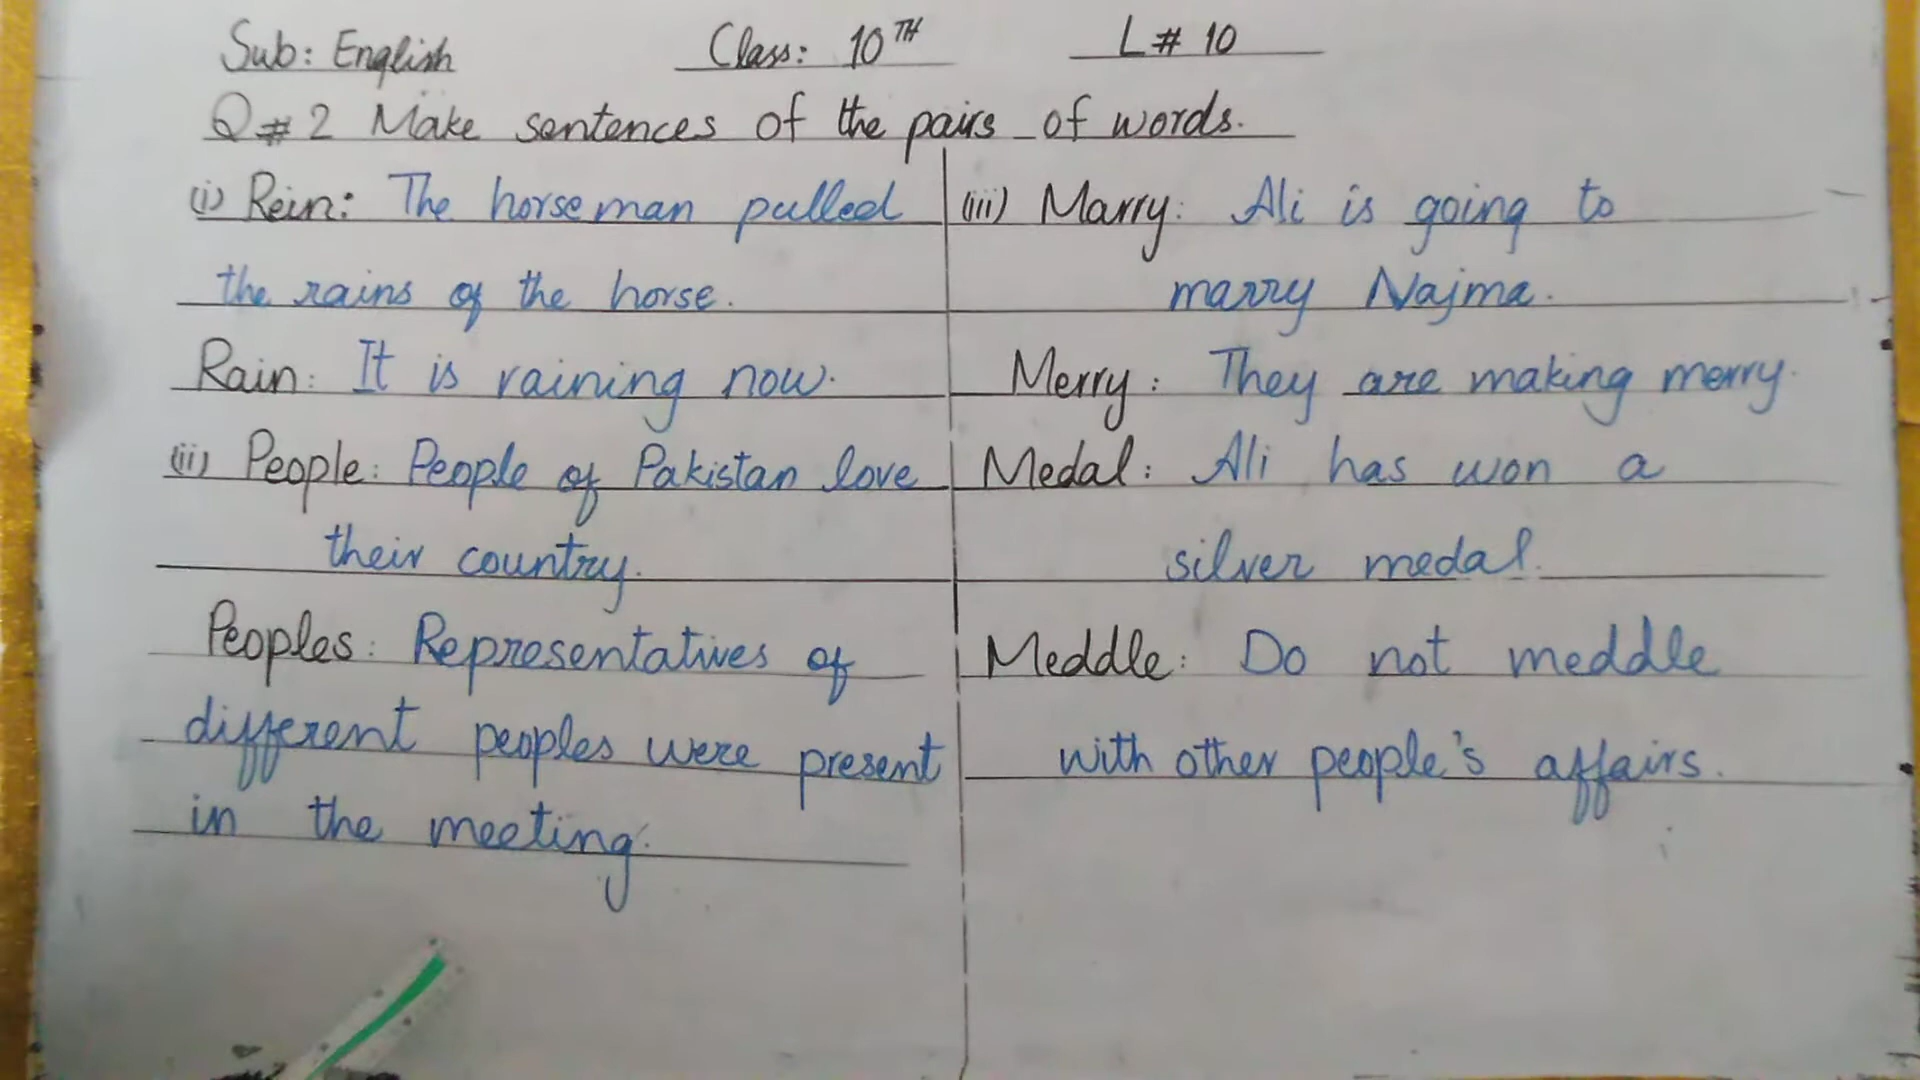 Sub: English Class: 10TH L# 10
Q#2 Make sentences of the pairs of words.
(i) Rein: The horseman pulled
the rains of the horse.
Rain: It is raining now.
(ii) People: People of Pakistan love
their country.
Peoples: Representatives of
different peoples were present
in the meeting.
(iii) Marry: Ali is going to
marry Najma.
Merry: They are making merry.
Medal: Ali has won a
silver medal.
Meddle: Do not meddle
with other people's affairs.